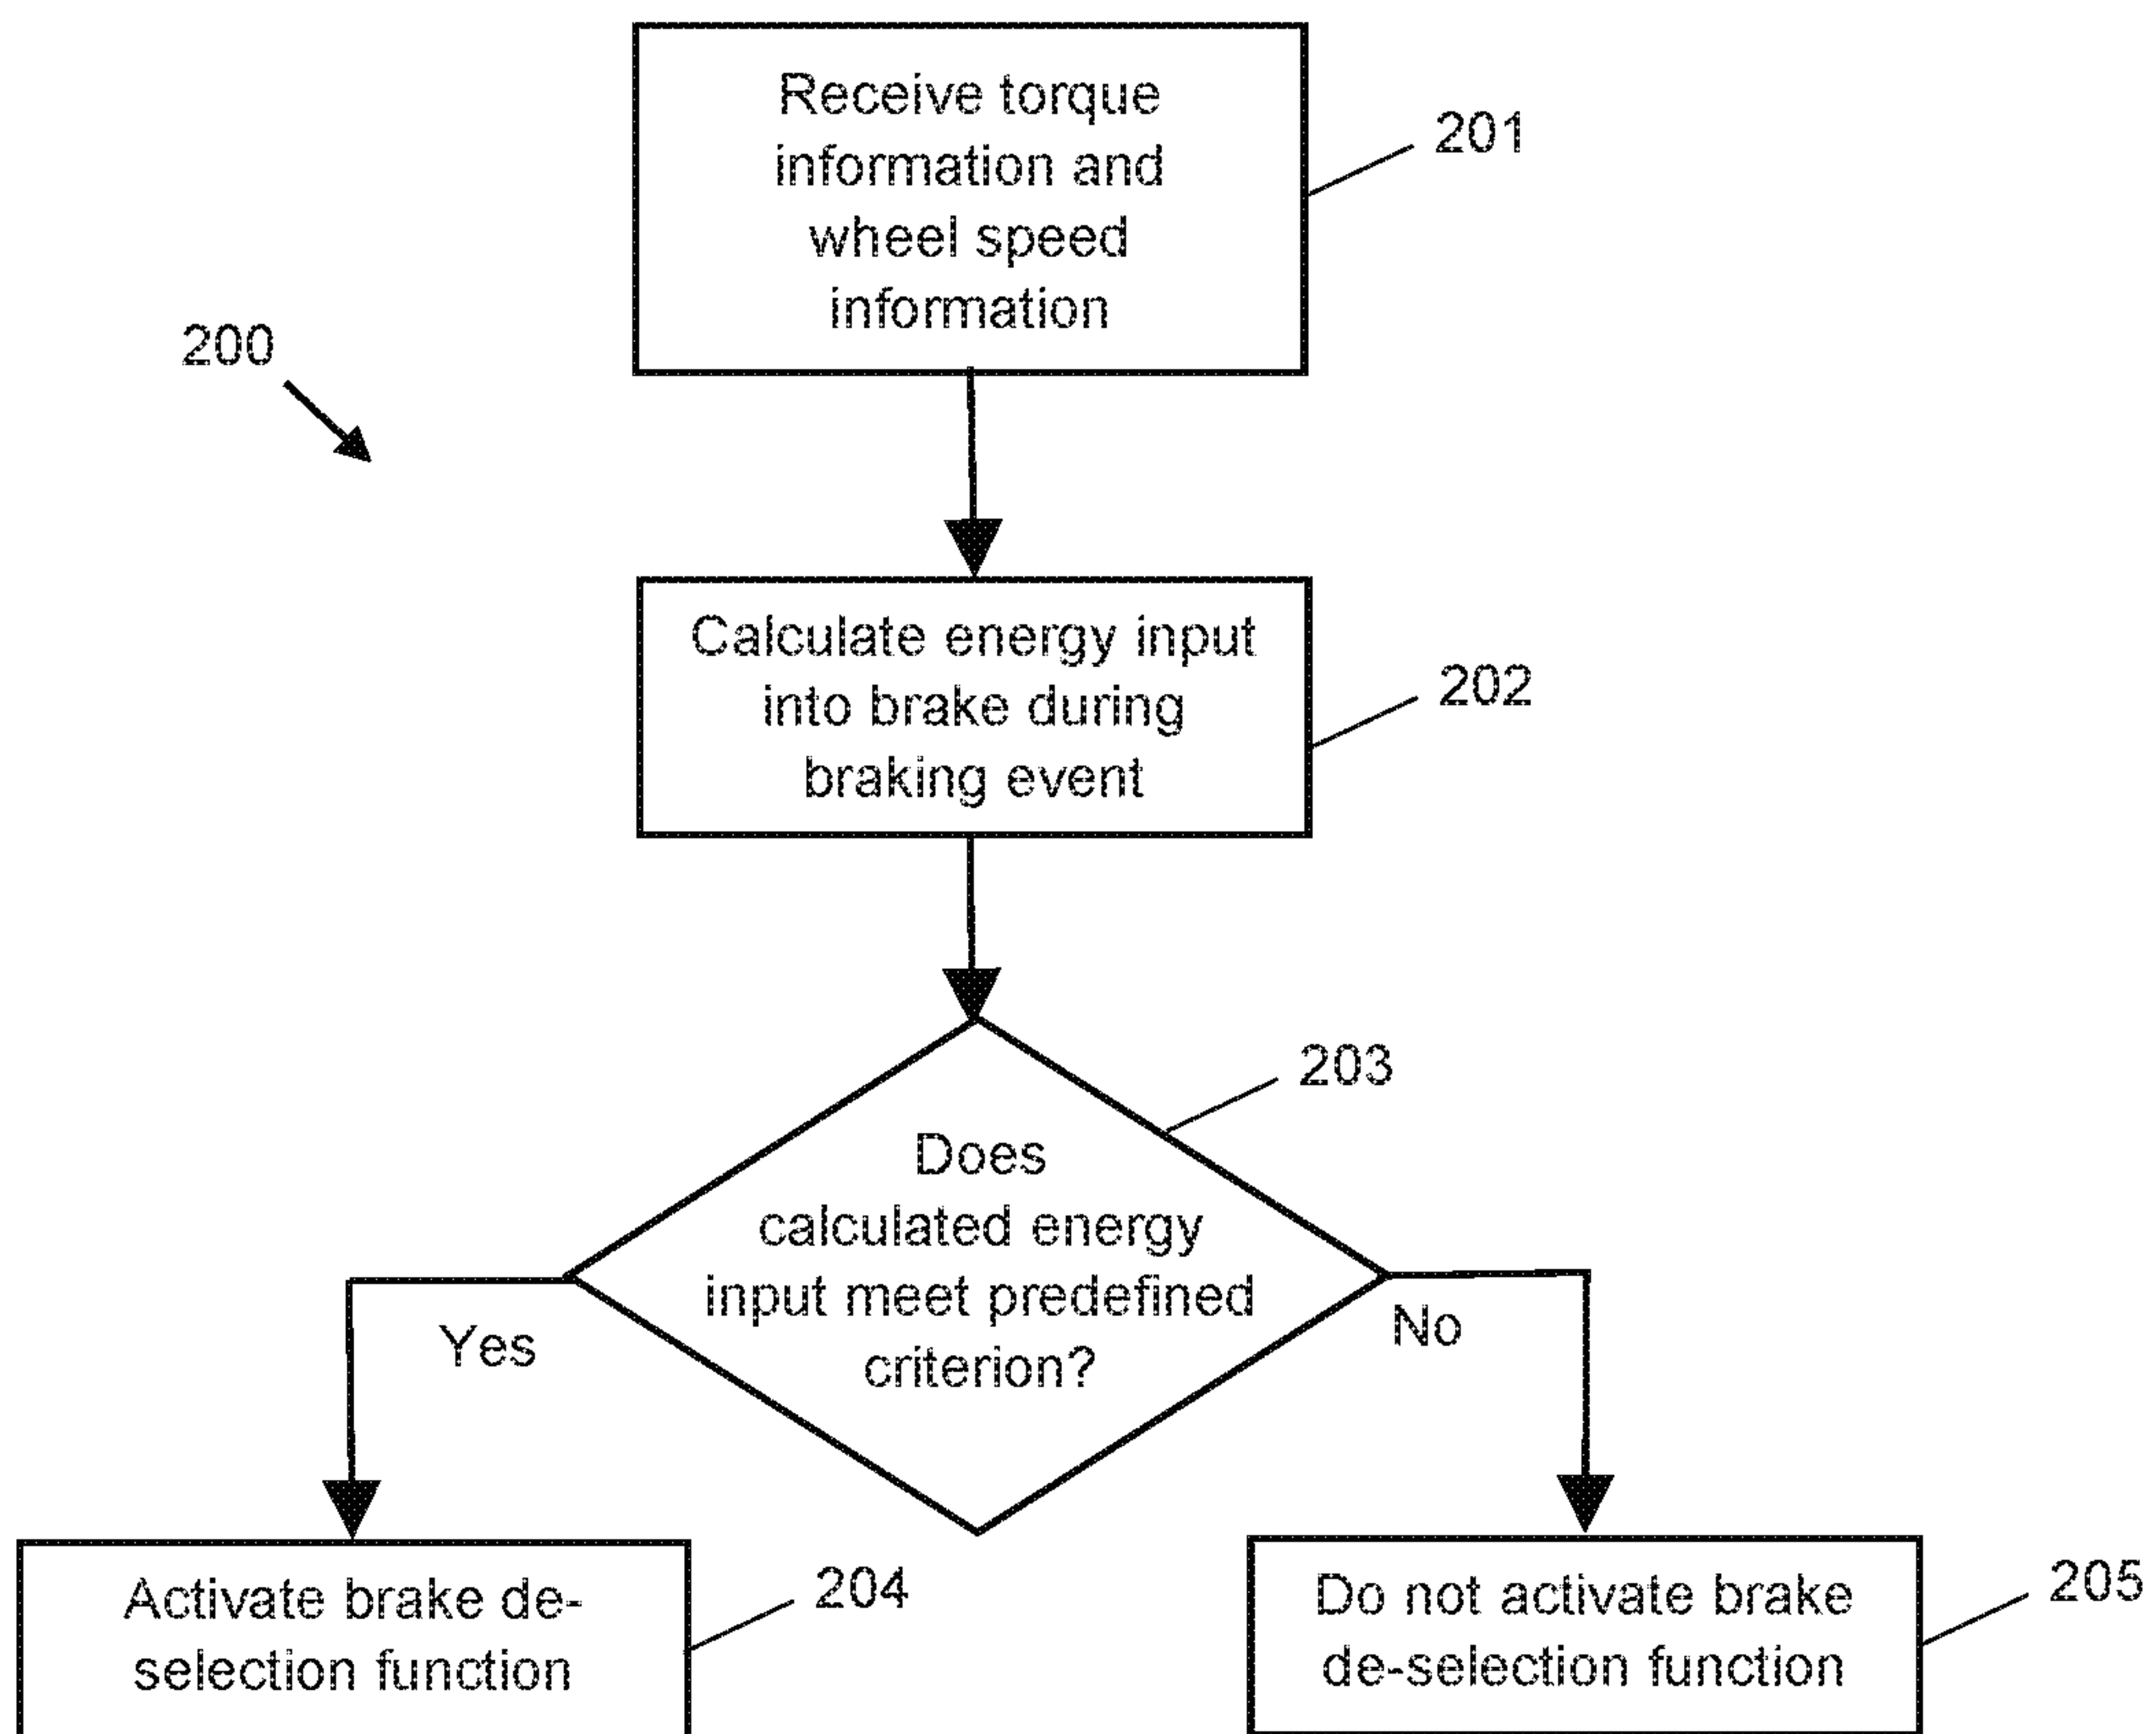 Receive torque
information and
wheel speed
information
201
200
Calculate energy input
into brake during
braking event
202
203
Does
calculated energy
input meet predefined
criterion?
Yes
No
Activate brake de-
selection function
204
Do not activate brake
de-selection function
205